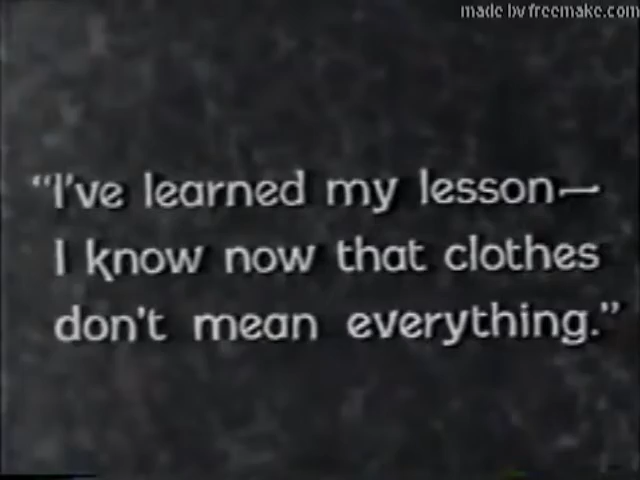 made by freemake.com
“I've learned my lesson—
I know now that clothes
don't mean everything.”